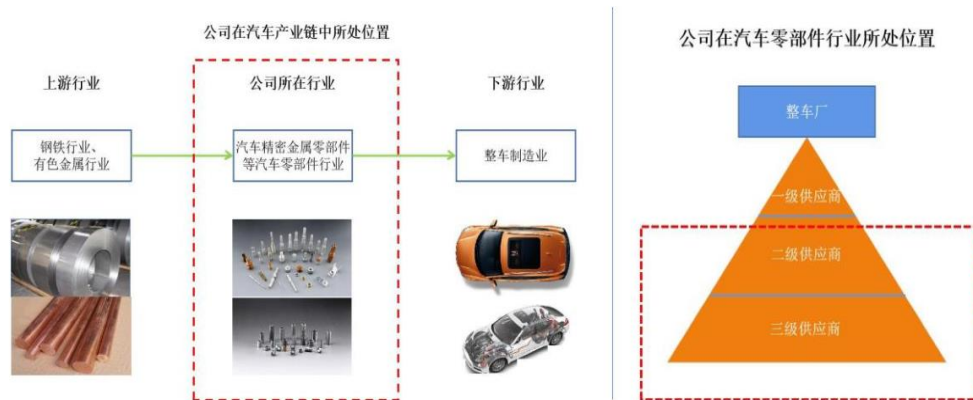 公司在汽车产业链中所处位置
上游行业
公司所在行业
下游行业
钢铁行业、
有色金属行业
汽车精密金属零部件
等汽车零部件行业
整车制造业
公司在汽车零部件行业所处位置
整车厂
一级供应商
二级供应商
三级供应商